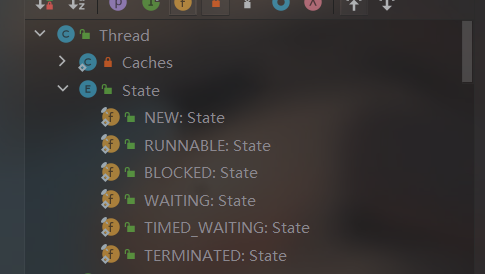 Thread
Caches
State
NEW: State
RUNNABLE: State
BLOCKED: State
WAITING: State
TIMED_WAITING: State
TERMINATED: State